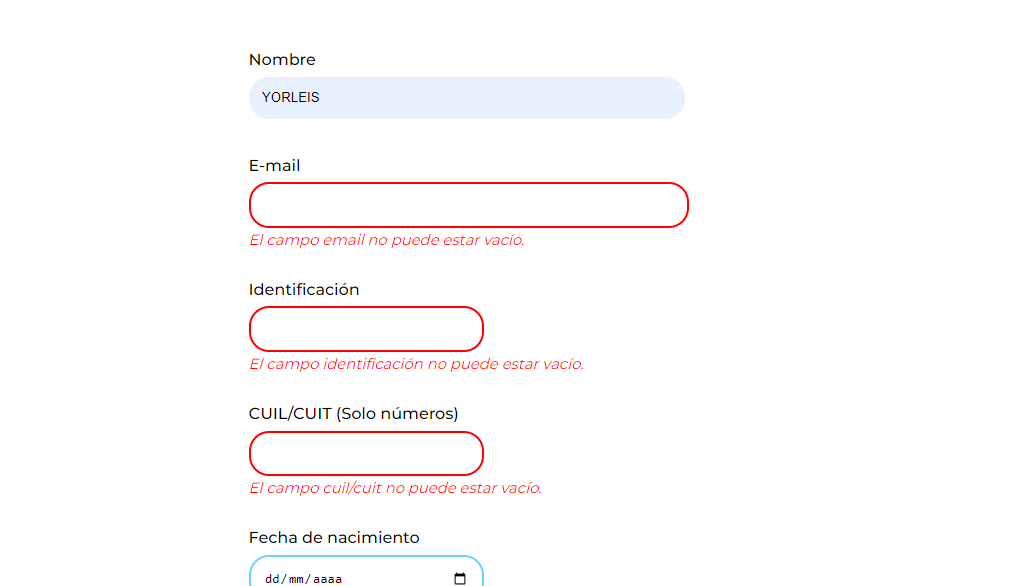 Nombre
YORLEIS
E-mail
El campo email no puede estar vacío.
Identificación
El campo identificación no puede estar vacío.
CUIL/CUIT (Solo números)
El campo cuil/cuit no puede estar vacío.
Fecha de nacimiento
dd/mm/aaaa